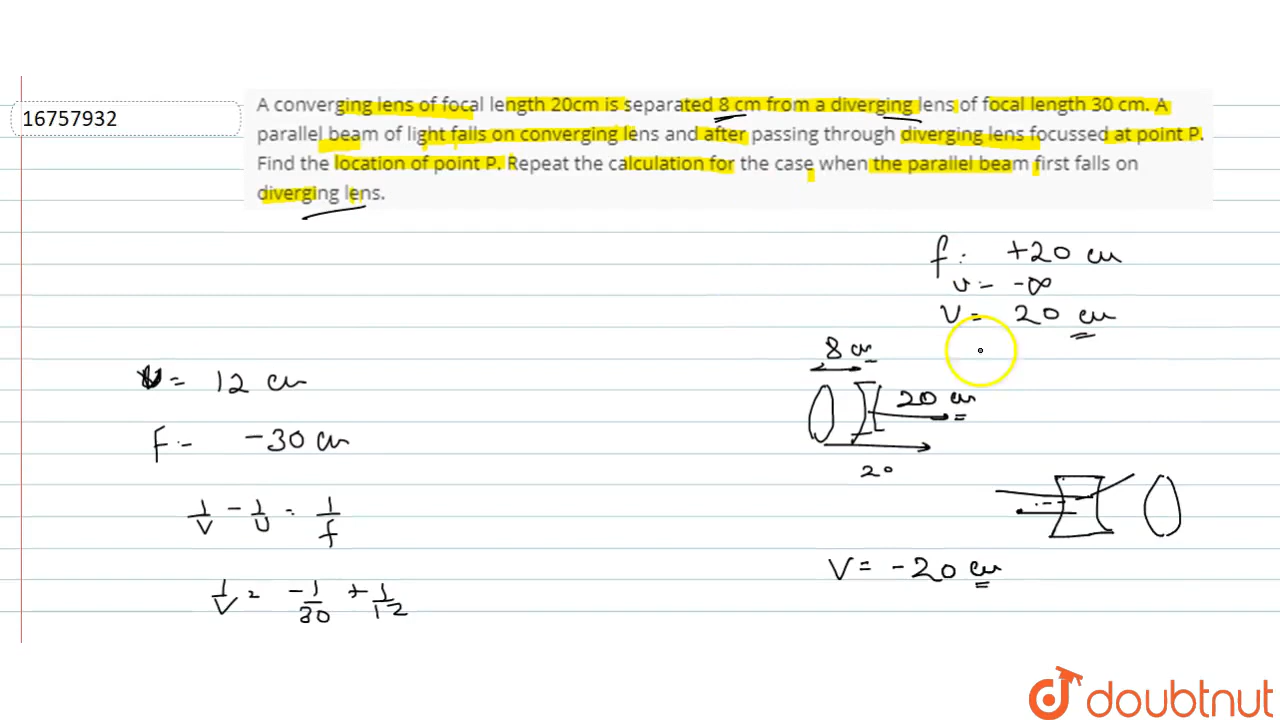 16757932
A converging lens of focal length 20cm is separated 8 cm from a diverging lens of focal length 30 cm. A
parallel beam of light falls on converging lens and after passing through diverging lens focussed at point P.
Find the location of point P. Repeat the calculation for the case when the parallel beam first falls on
diverging lens.
f: +20 cm
u= -∞
V= 20 cm
8 cm
20 cm
20
V= -20 cm
= 12 cm
f= -30 cm
1/V - 1/U = 1/f
1/V = -1/30 + 1/12
doubtnut